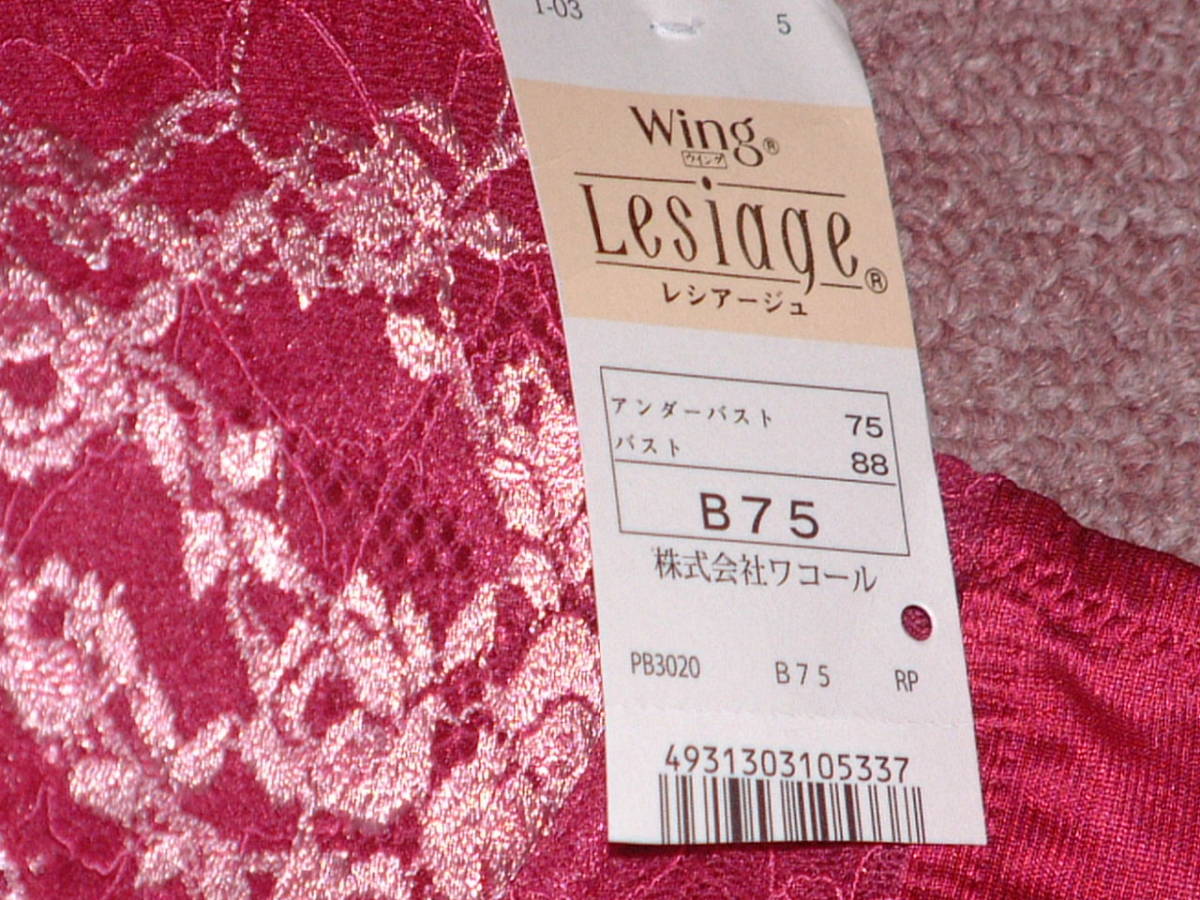 1-03 5
Wing®
ウイング
Lesiage®
レシアージュ
アンダーバスト 75
バスト 88
B75
株式会社ワコール
PB3020 B75 RP
4931303105337